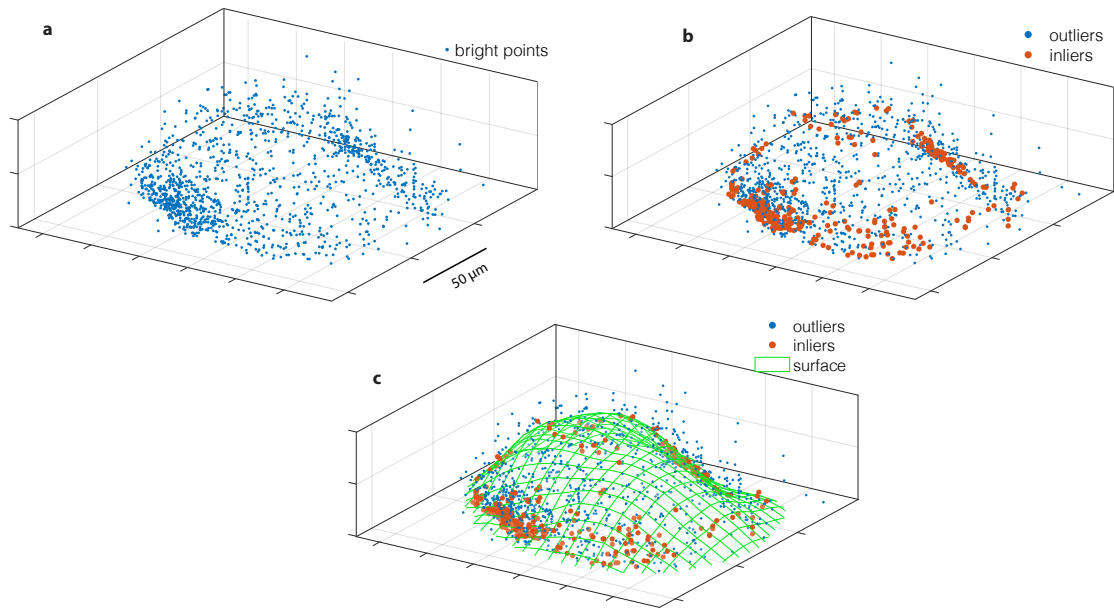 a
bright points
50 µm
b
outliers
inliers
c
outliers
inliers
surface